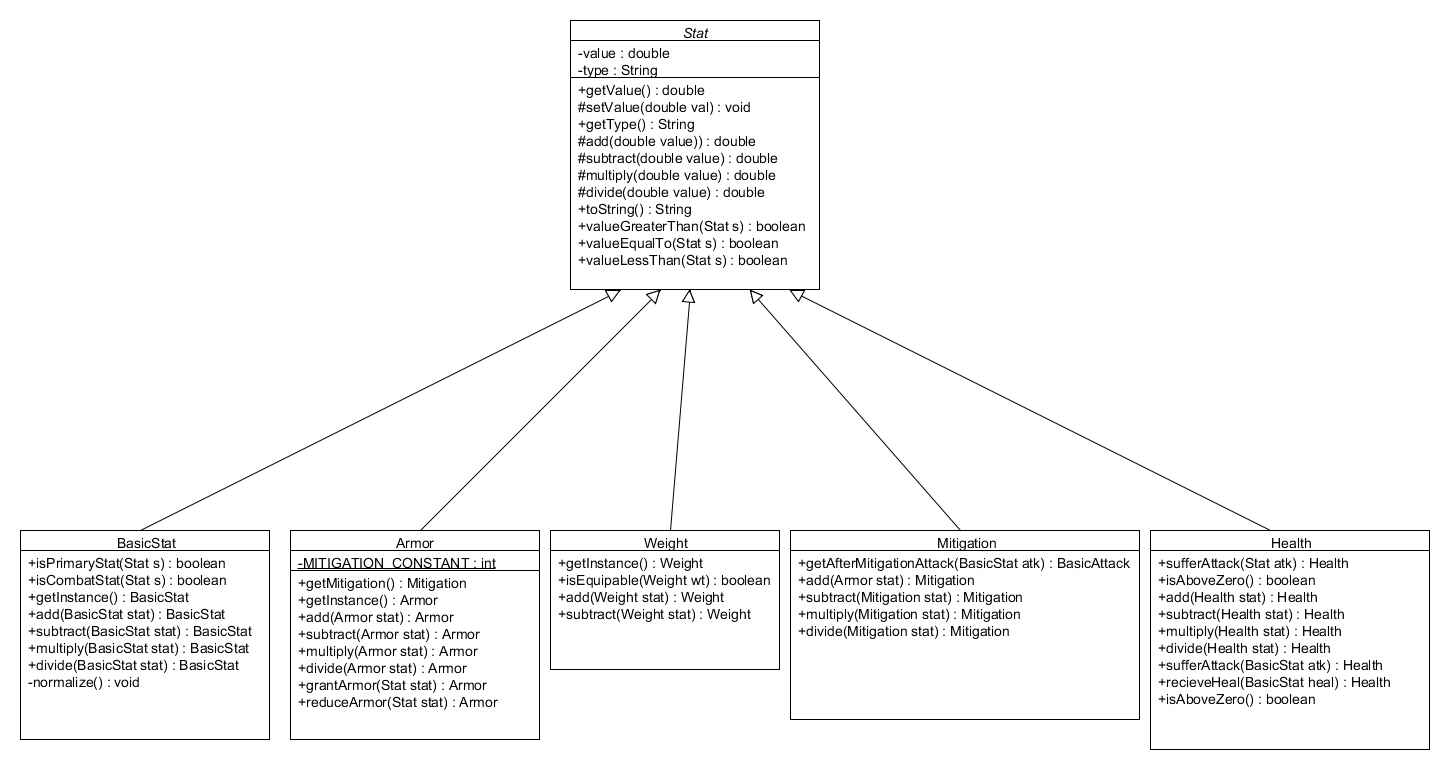 Stat
-value : double
-type : String
+getValue() : double
#setValue(double val) : void
+getType() : String
#add(double value)) : double
#subtract(double value) : double
#multiply(double value) : double
#divide(double value) : double
+toString() : String
+valueGreaterThan(Stat s) : boolean
+valueEqualTo(Stat s) : boolean
+valueLessThan(Stat s) : boolean
BasicStat
+isPrimaryStat(Stat s) : boolean
+isCombatStat(Stat s) : boolean
+getInstance() : BasicStat
+add(BasicStat stat) : BasicStat
+subtract(BasicStat stat) : BasicStat
+multiply(BasicStat stat) : BasicStat
+divide(BasicStat stat) : BasicStat
-normalize() : void
Armor
-MITIGATION_CONSTANT : int
+getMitigation() : Mitigation
+getInstance() : Armor
+add(Armor stat) : Armor
+subtract(Armor stat) : Armor
+multiply(Armor stat) : Armor
+divide(Armor stat) : Armor
+grantArmor(Stat stat) : Armor
+reduceArmor(Stat stat) : Armor
Weight
+getInstance() : Weight
+isEquipable(Weight wt) : boolean
+add(Weight stat) : Weight
+subtract(Weight stat) : Weight
Mitigation
+getAfterMitigationAttack(BasicStat atk) : BasicAttack
+add(Armor stat) : Mitigation
+subtract(Mitigation stat) : Mitigation
+multiply(Mitigation stat) : Mitigation
+divide(Mitigation stat) : Mitigation
Health
+sufferAttack(Stat atk) : Health
+isAboveZero() : boolean
+add(Health stat) : Health
+subtract(Health stat) : Health
+multiply(Health stat) : Health
+divide(Health stat) : Health
+sufferAttack(BasicStat atk) : Health
+recieveHeal(BasicStat heal) : Health
+isAboveZero() : boolean